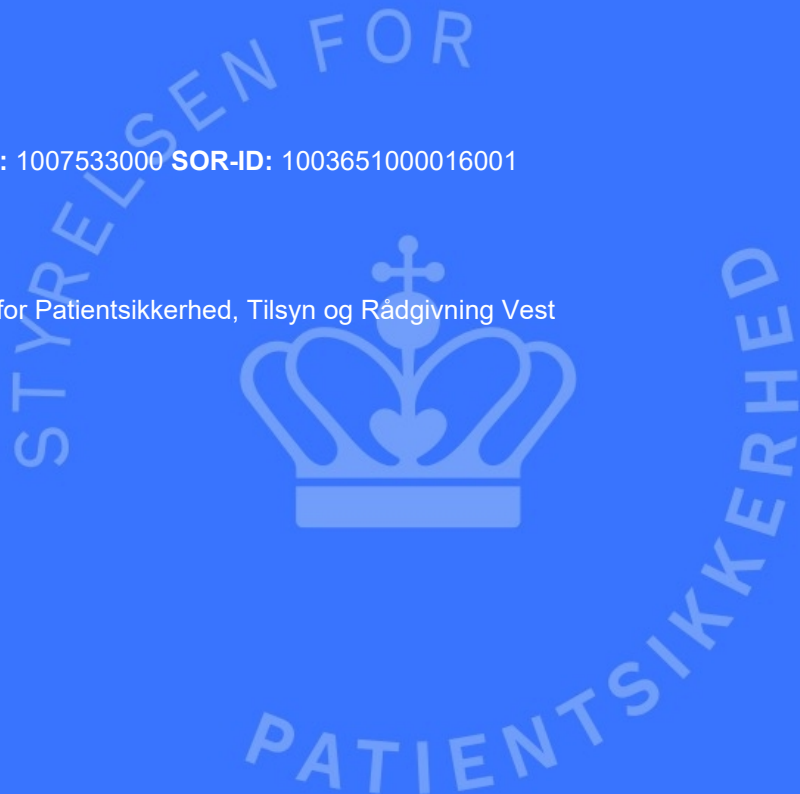 STYRELSEN FOR
: 1007533000 SOR-ID: 1003651000016001
for Patientsikkerhed, Tilsyn og Rådgivning Vest
PATIENTSIKKERHED